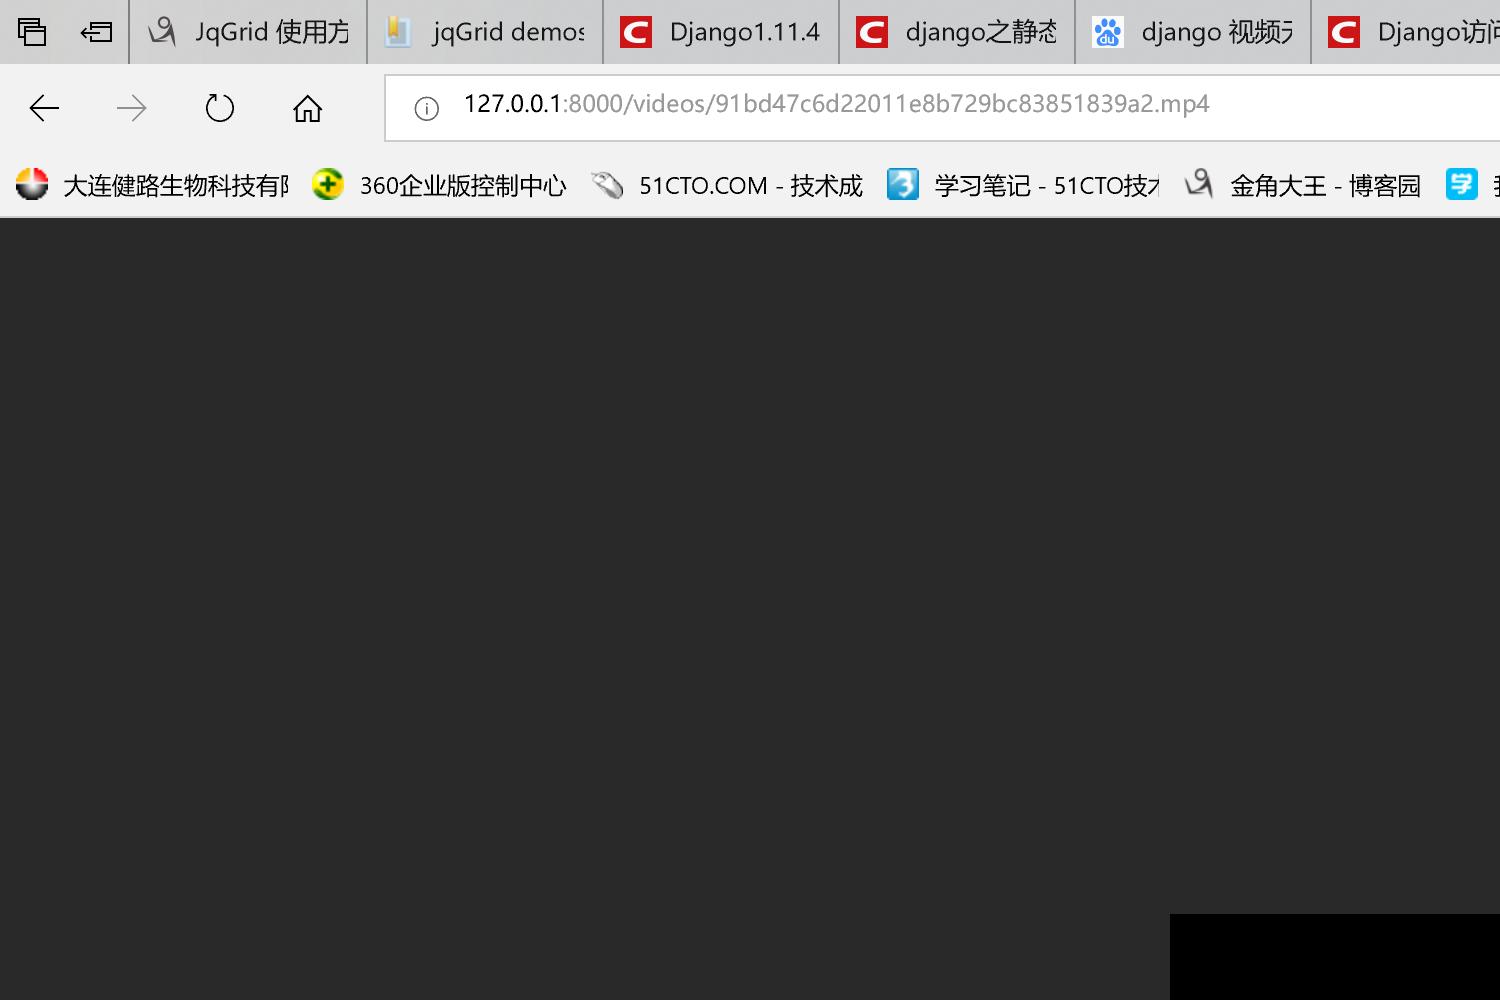 JqGrid 使用方
jqGrid demos
Django1.11.4
django之静态
django 视频
Django访问
127.0.0.1:8000/videos/91bd47c6d22011e8b729bc83851839a2.mp4
大连健路生物科技有限
360企业版控制中心
51CTO.COM - 技术成
学习笔记 - 51CTO技术
金角大王 - 博客园